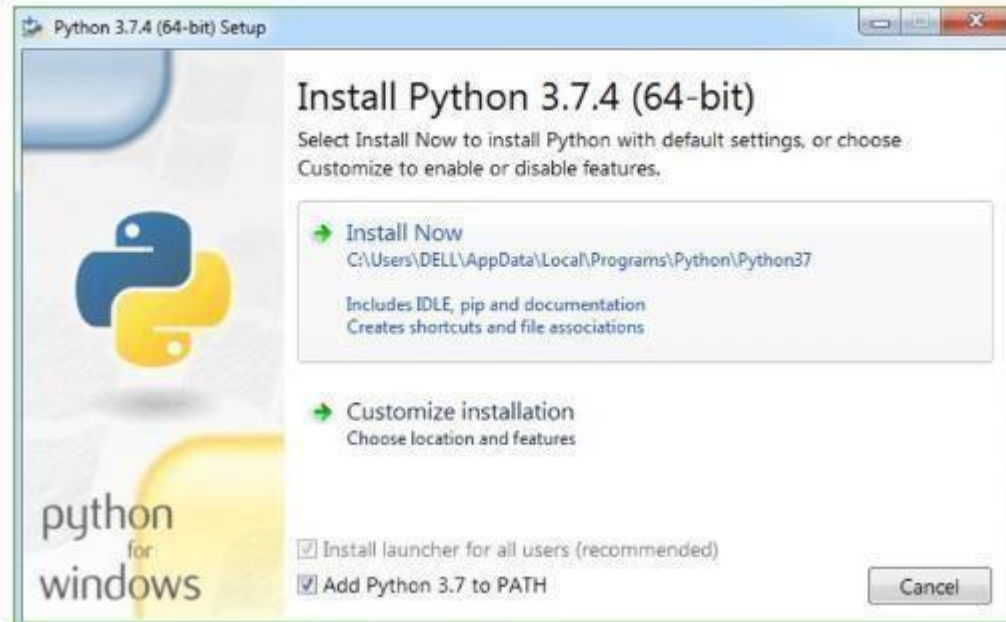 Python 3.7.4 (64-bit) Setup
Install Python 3.7.4 (64-bit)
Select Install Now to install Python with default settings, or choose
Customize to enable or disable features.
Install Now
C:\Users\DELL\AppData\Local\Programs\Python\Python37
Includes IDLE, pip and documentation
Creates shortcuts and file associations
Customize installation
Choose location and features
python
for
windows
Install launcher for all users (recommended)
Add Python 3.7 to PATH
Cancel